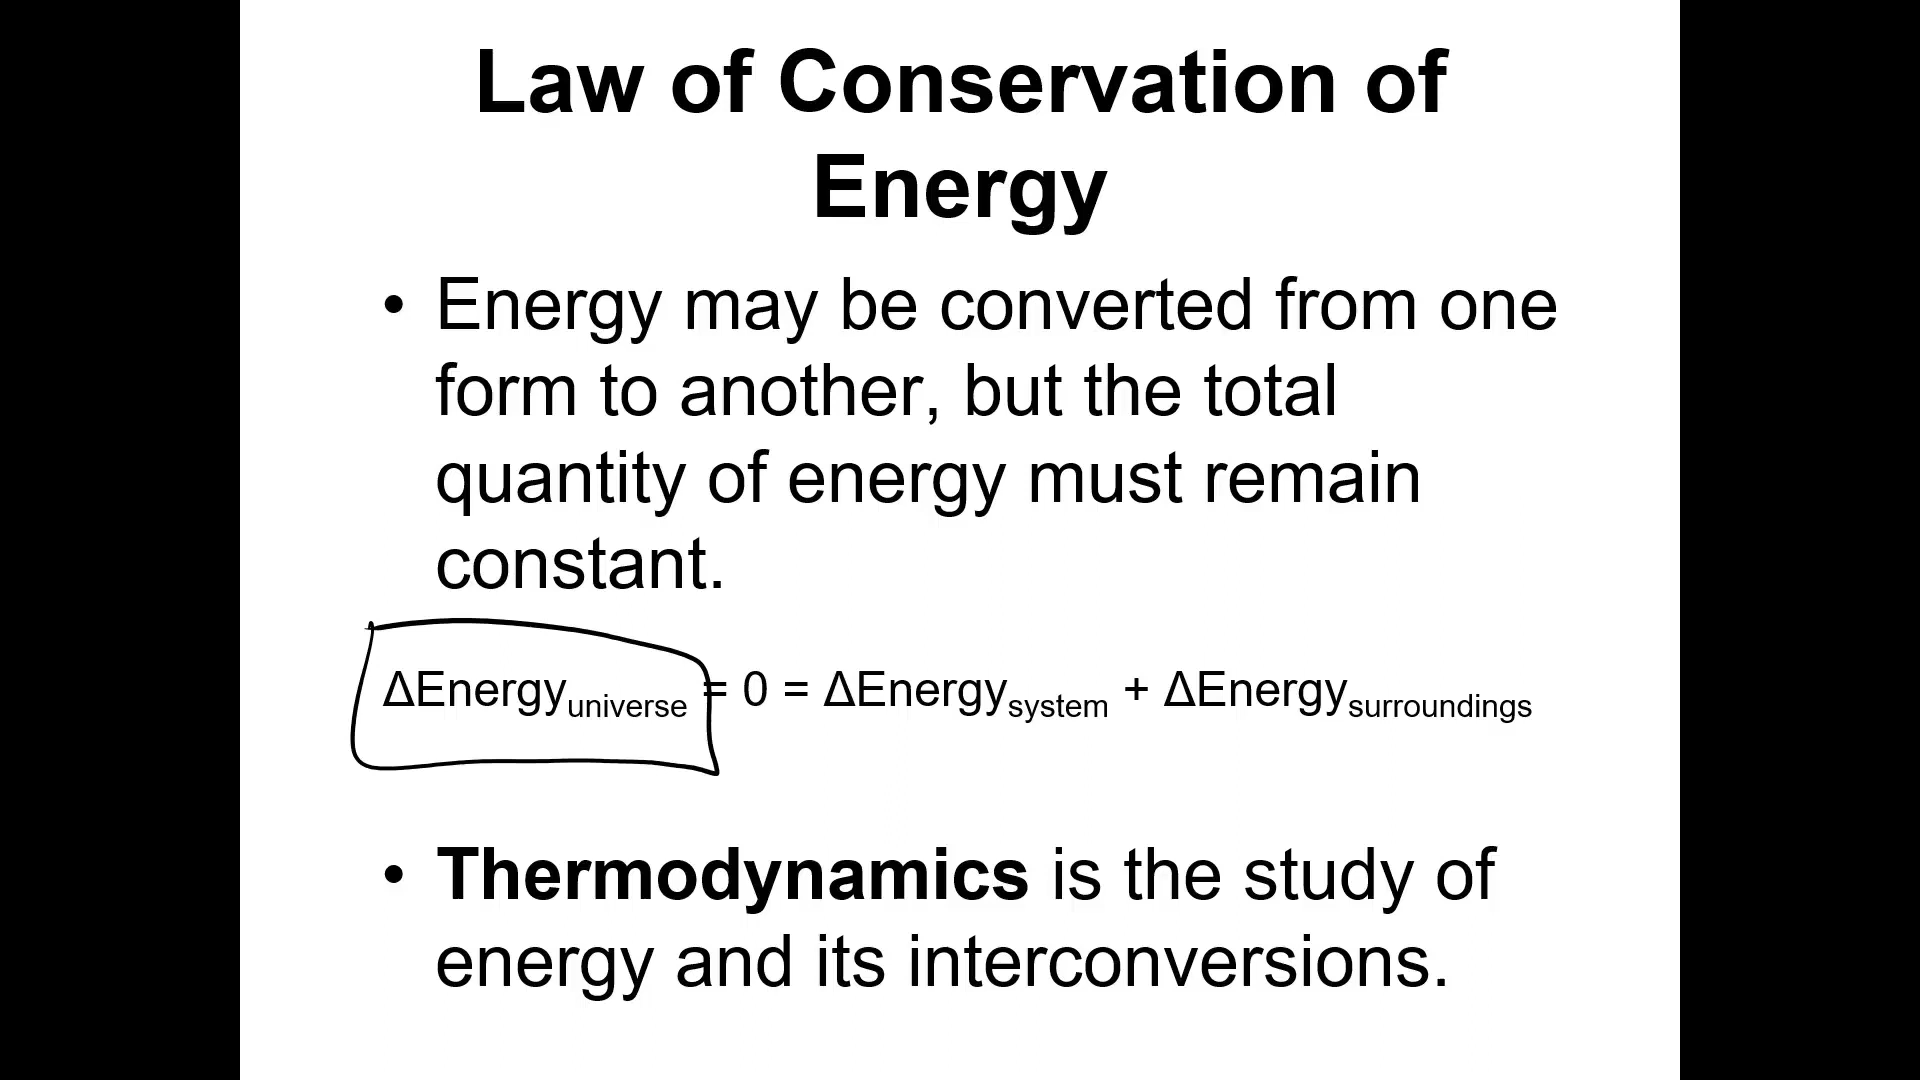 Law of Conservation of
Energy
• Energy may be converted from one
form to another, but the total
quantity of energy must remain
constant.
ΔEnergyuniverse = 0 = ΔEnergysystem + ΔEnergysurroundings
• Thermodynamics is the study of
energy and its interconversions.